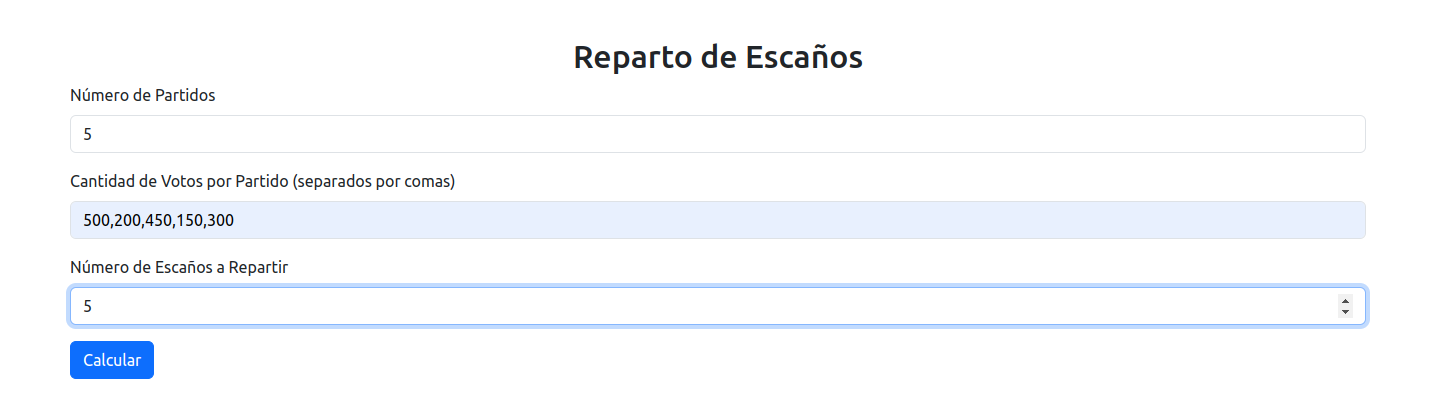 Reparto de Escaños
Número de Partidos
5
Cantidad de Votos por Partido (separados por comas)
500,200,450,150,300
Número de Escaños a Repartir
5
Calcular